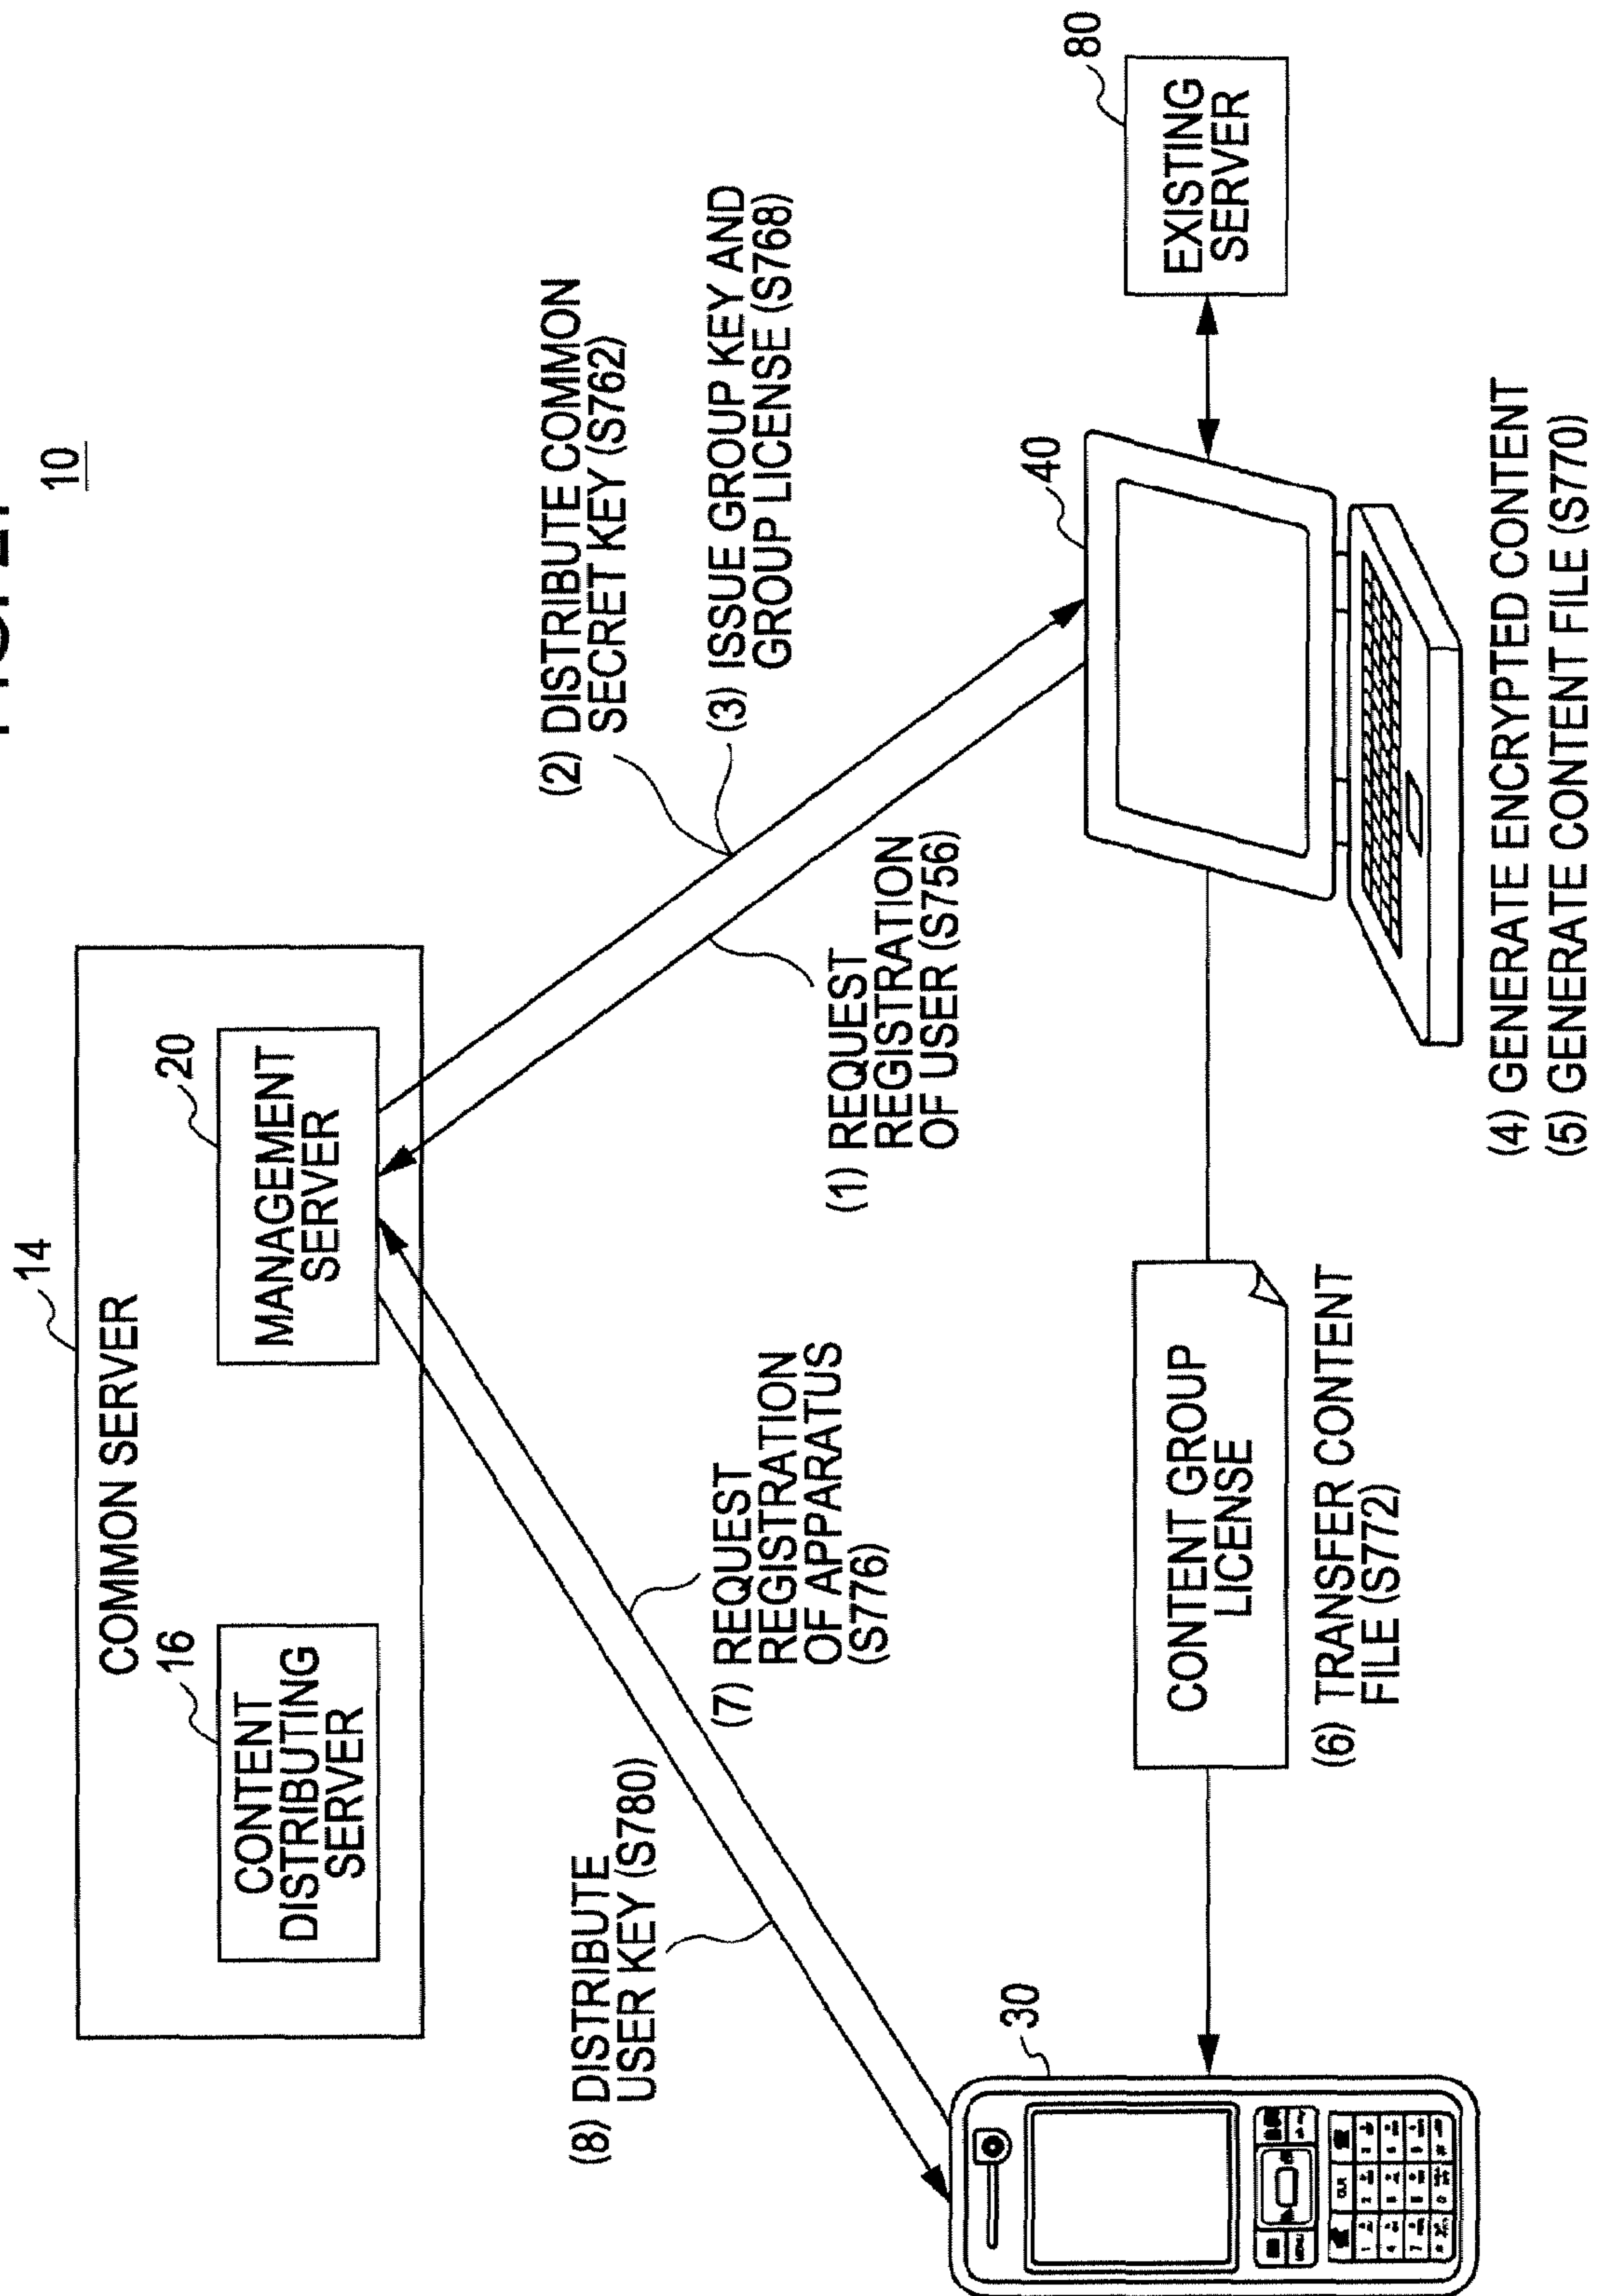 10
14
COMMON SERVER
16
CONTENT
DISTRIBUTING
SERVER
20
MANAGEMENT
SERVER
(8) DISTRIBUTE
USER KEY (S780)
(7) REQUEST
REGISTRATION
OF APPARATUS
(S776)
(1) REQUEST
REGISTRATION
OF USER (S756)
(2) DISTRIBUTE COMMON
SECRET KEY (S762)
(3) ISSUE GROUP KEY AND
GROUP LICENSE (S768)
30
CONTENT GROUP
LICENSE
(6) TRANSFER CONTENT
FILE (S772)
40
(4) GENERATE ENCRYPTED CONTENT
(5) GENERATE CONTENT FILE (S770)
80
EXISTING
SERVER